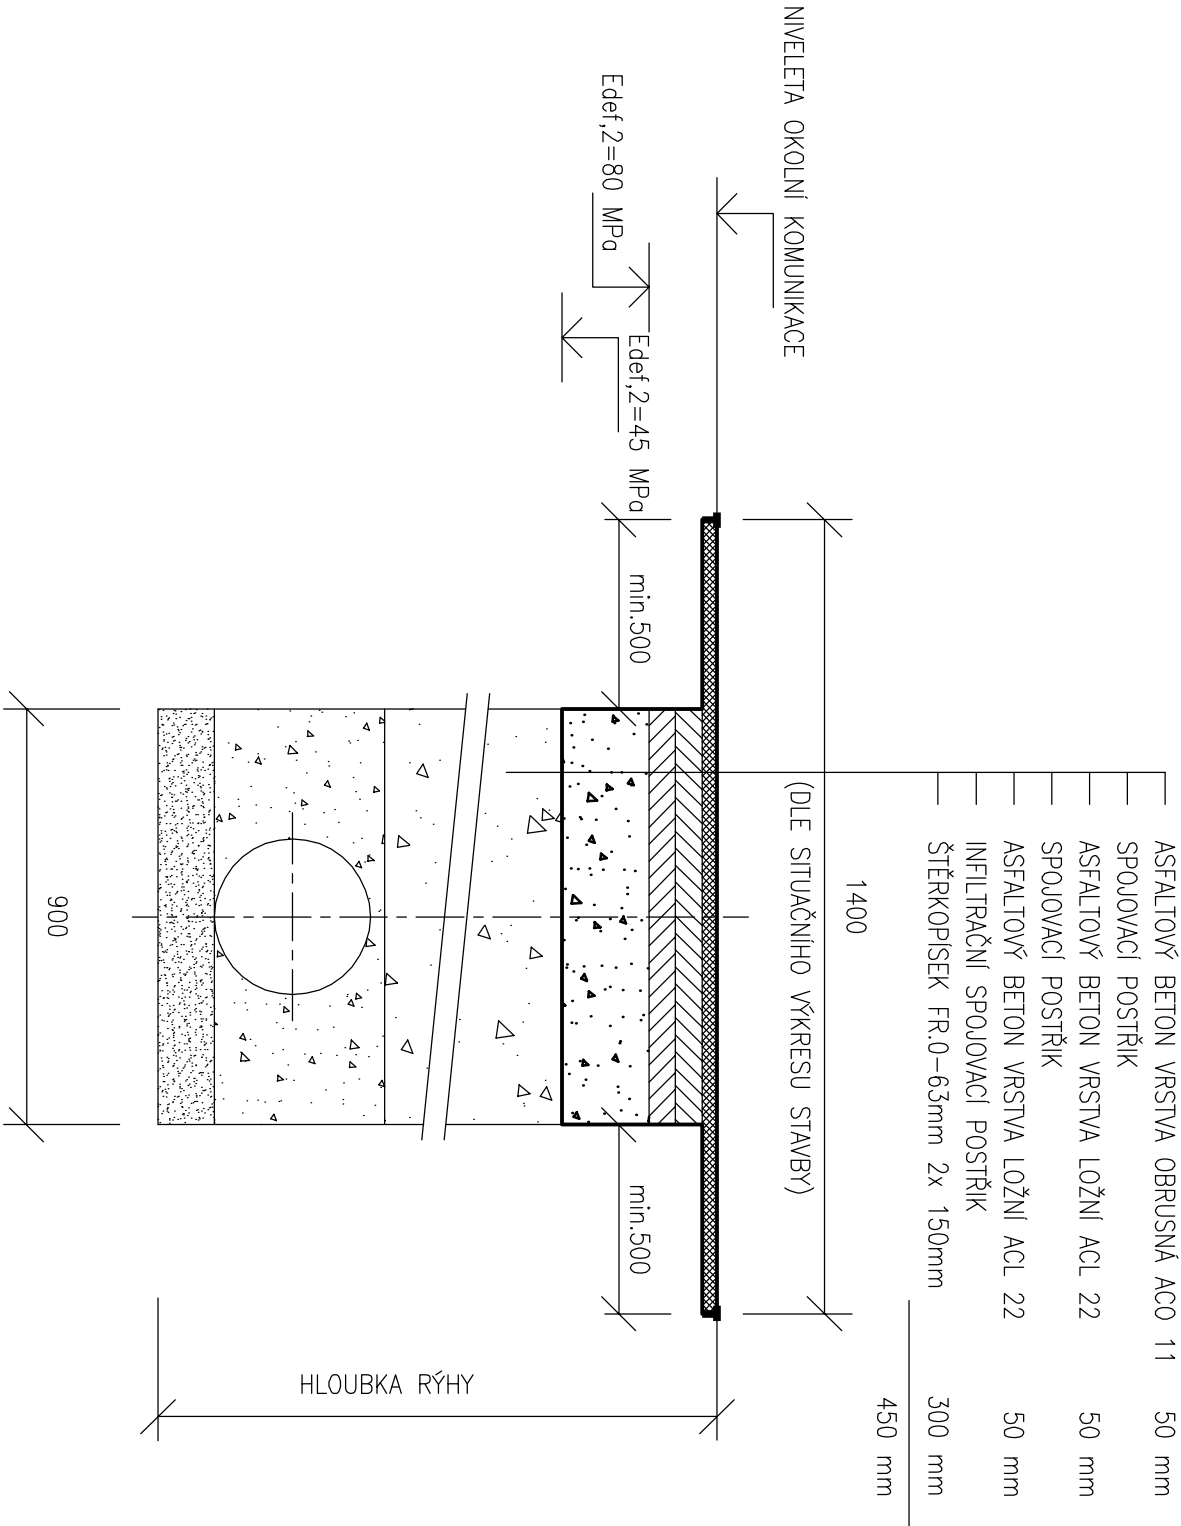 ASFALTOVÝ BETON VRSTVA OBRUSNÁ ACO 11 50 mm
SPOJOVACÍ POSTŘIK
ASFALTOVÝ BETON VRSTVA LOŽNÍ ACL 22 50 mm
SPOJOVACÍ POSTŘIK
ASFALTOVÝ BETON VRSTVA LOŽNÍ ACL 22 50 mm
INFILTRAČNÍ SPOJOVACÍ POSTŘIK
ŠTĚRKOPÍSEK FR.0-63mm 2x 150mm 300 mm
450 mm
1400
(DLE SITUAČNÍHO VÝKRESU STAVBY)
NIVELETA OKOLNÍ KOMUNIKACE
Edef,2=45 MPa
Edef,2=80 MPa
min.500
min.500
HLOUBKA RÝHY
900